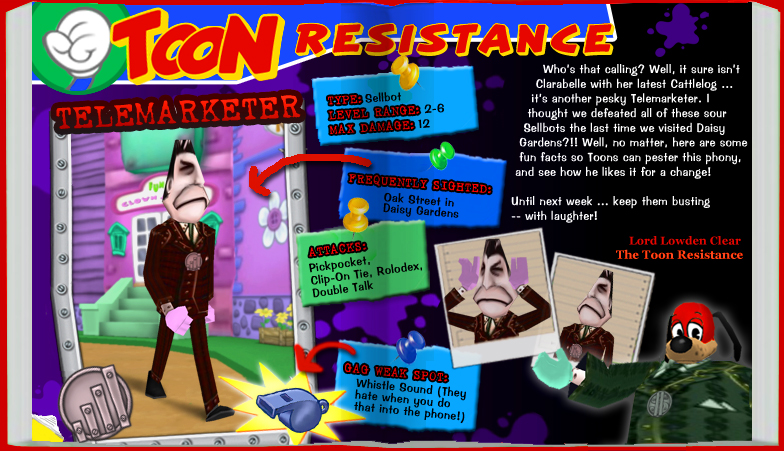 TOON RESISTANCE
TELEMARKETER
TYPE: Sellbot
LEVEL RANGE: 2-6
MAX DAMAGE: 12
FREQUENTLY SIGHTED:
Oak Street in
Daisy Gardens
ATTACKS:
Pickpocket,
Clip-On Tie, Rolodex,
Double Talk
GAG WEAK SPOT:
Whistle Sound (They
hate when you do
that into the phone!)
Who's that calling? Well, it sure isn't
Clarabelle with her latest Cattlelog ...
it's another pesky Telemarketer. I
thought we defeated all of these sour
Sellbots the last time we visited Daisy
Gardens?!! Well, no matter, here are some
fun facts so Toons can pester this phony,
and see how he likes it for a change!
Until next week ... keep them busting
-- with laughter!
Lord Lowden Clear
The Toon Resistance